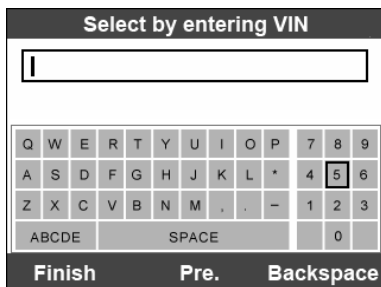 Select by entering VIN
Q W E R T Y U I O P 7 8 9
A S D F G H J K L * 4 5 6
Z X C V B N M , . – 1 2 3
ABCDE SPACE 0
Finish Pre. Backspace